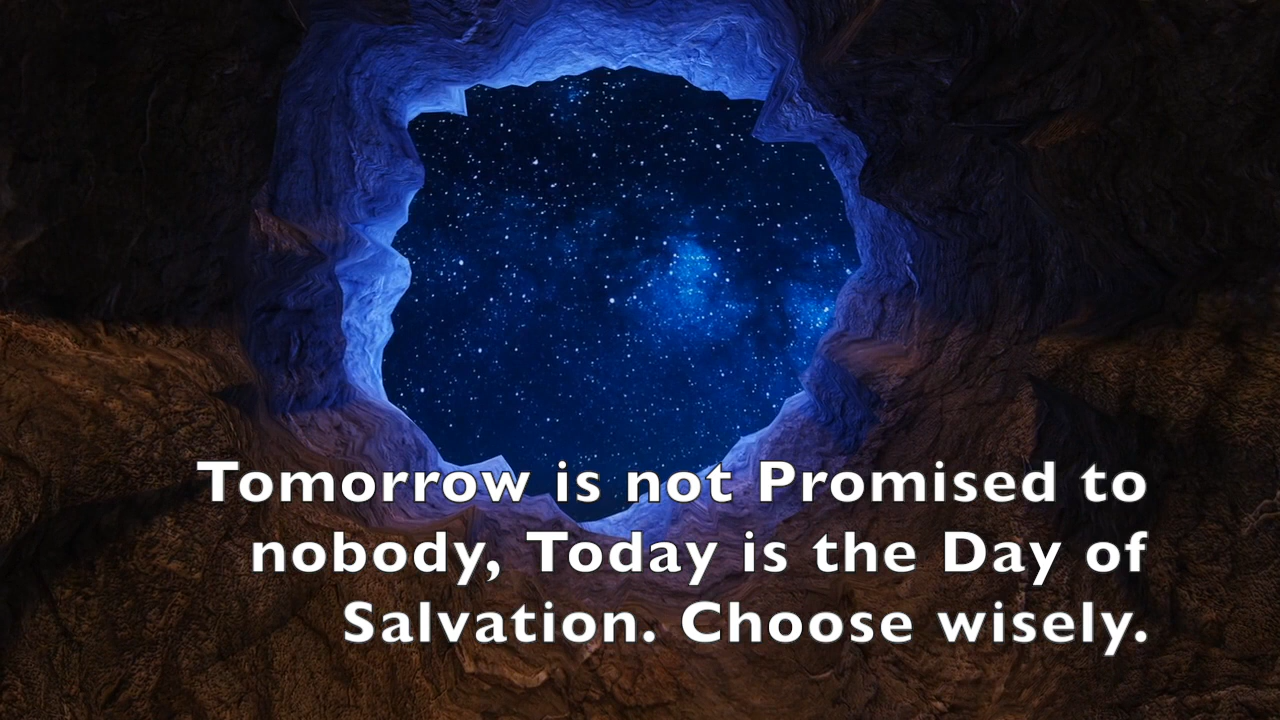 Tomorrow is not Promised to
nobody, Today is the Day of
Salvation. Choose wisely.